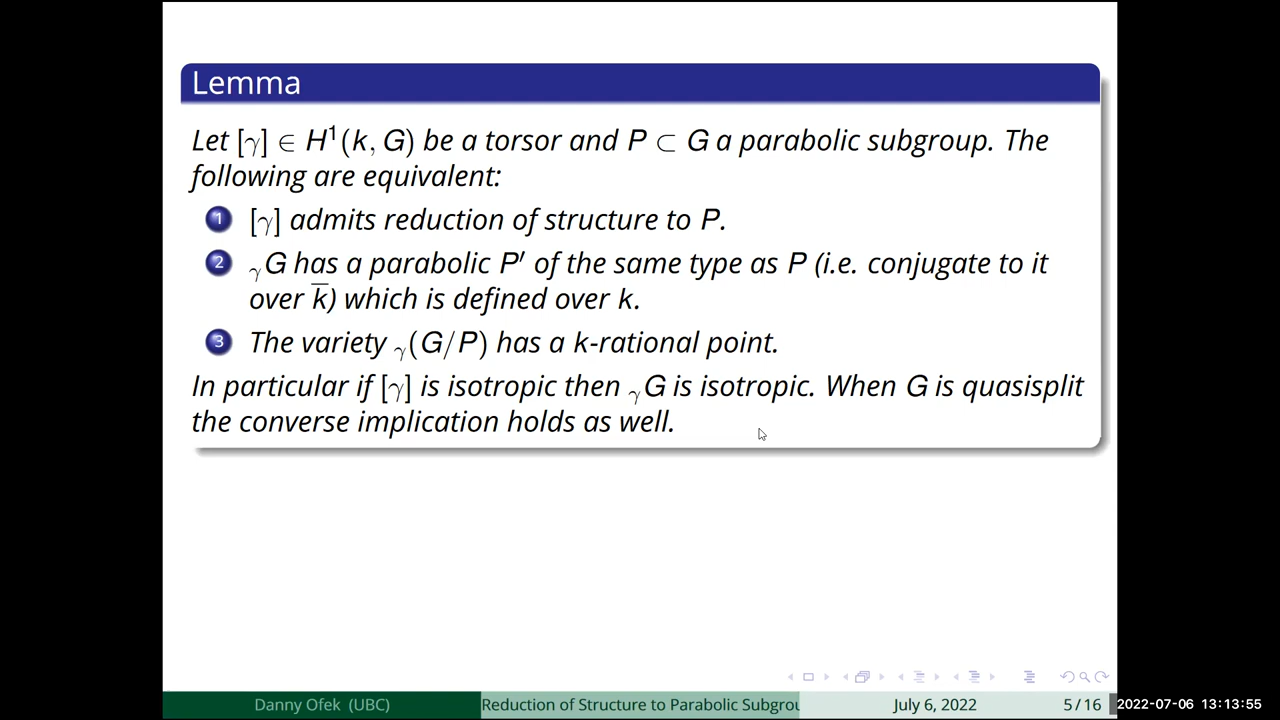 Lemma
Let [γ] ∈ H¹(k, G) be a torsor and P ⊂ G a parabolic subgroup. The
following are equivalent:
1 [γ] admits reduction of structure to P.
2 ᵧG has a parabolic P′ of the same type as P (i.e. conjugate to it
over k̅) which is defined over k.
3 The variety ᵧ(G/P) has a k-rational point.
In particular if [γ] is isotropic then ᵧG is isotropic. When G is quasisplit
the converse implication holds as well.
Danny Ofek (UBC) Reduction of Structure to Parabolic Subgrou July 6, 2022 5 / 16 2022-07-06 13:13:55